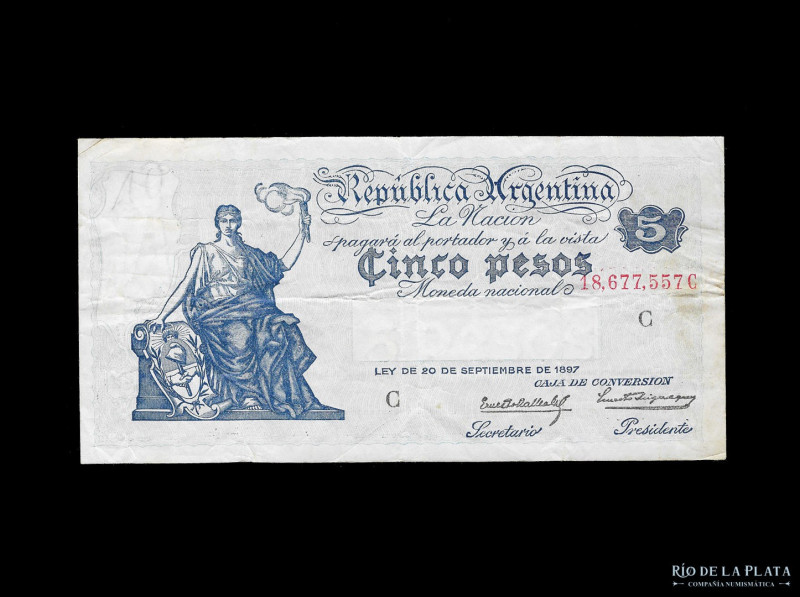 República Argentina
La Nacion
pagará al portador y á la vista
5
Cinco pesos
18,677,557C
Moneda nacional
C
LEY DE 20 DE SEPTIEMBRE DE 1897
CAJA DE CONVERSION
C
Secretario
Presidente
RÍO DE LA PLATA
COMPAÑÍA NUMISMÁTICA